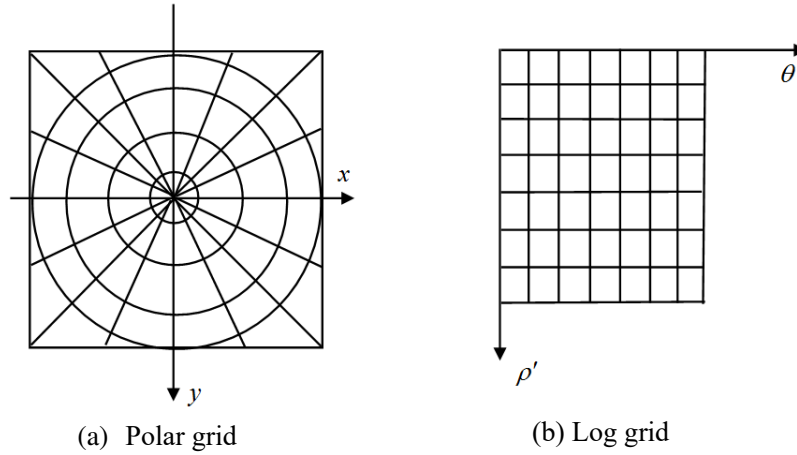 x
y
(a) Polar grid
θ
ρ′
(b) Log grid